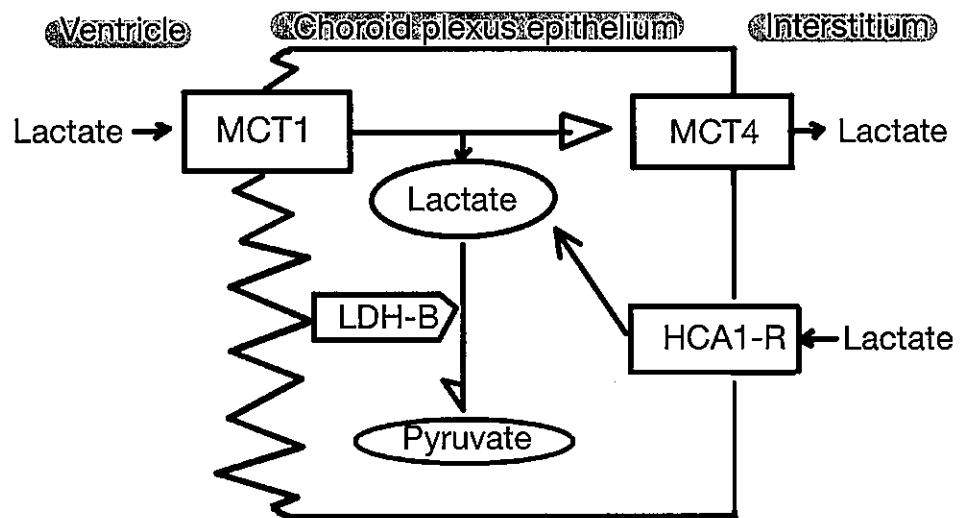 Ventricle Choroid plexus epithelium Interstitium
Lactate MCT1 MCT4 Lactate
Lactate
LDH-B HCA1-R Lactate
Pyruvate